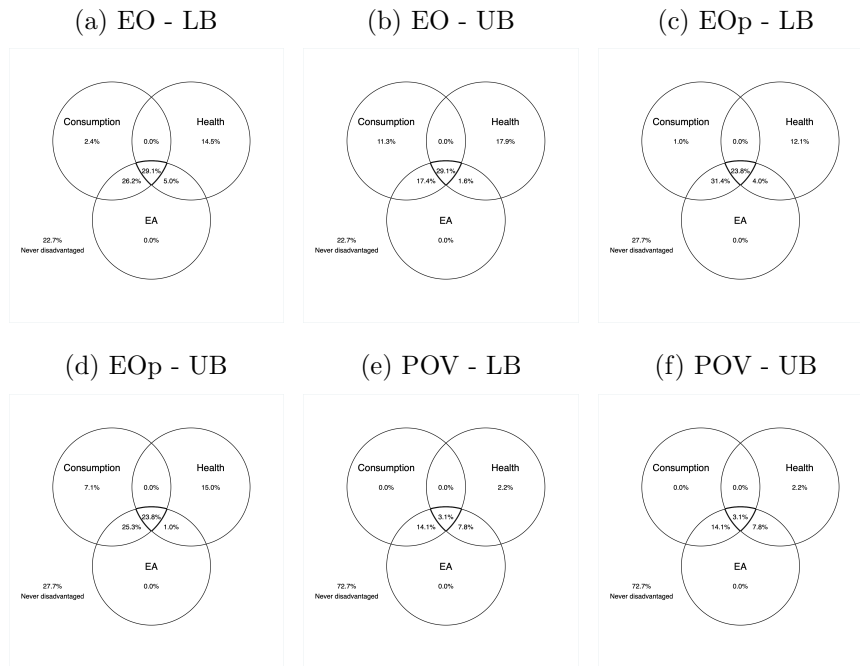 (a) EO - LB (b) EO - UB (c) EOp - LB
Consumption Health Consumption Health Consumption Health
2.4% 0.0% 14.5% 11.3% 0.0% 17.9% 1.0% 0.0% 12.1%
29.1% 29.1% 23.8%
26.2% 5.0% 17.4% 1.6% 31.4% 4.0%
EA EA EA
0.0% 0.0% 0.0%
22.7% 22.7% 27.7%
Never disadvantaged Never disadvantaged Never disadvantaged
(d) EOp - UB (e) POV - LB (f) POV - UB
Consumption Health Consumption Health Consumption Health
7.1% 0.0% 15.0% 0.0% 0.0% 2.2% 0.0% 0.0% 2.2%
23.8% 3.1% 3.1%
25.3% 1.0% 14.1% 7.8% 14.1% 7.8%
EA EA EA
0.0% 0.0% 0.0%
27.7% 72.7% 72.7%
Never disadvantaged Never disadvantaged Never disadvantaged